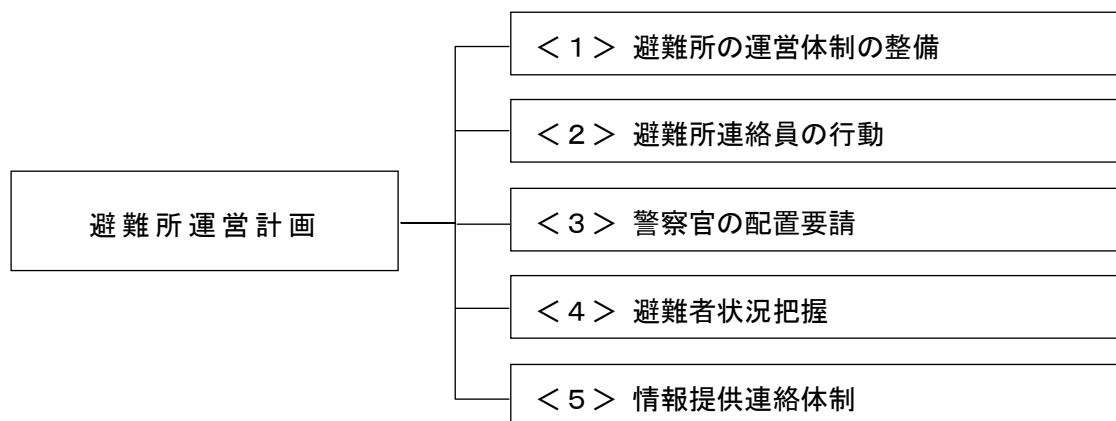 避難所運営計画
＜１＞ 避難所の運営体制の整備
＜２＞ 避難所連絡員の行動
＜３＞ 警察官の配置要請
＜４＞ 避難者状況把握
＜５＞ 情報提供連絡体制